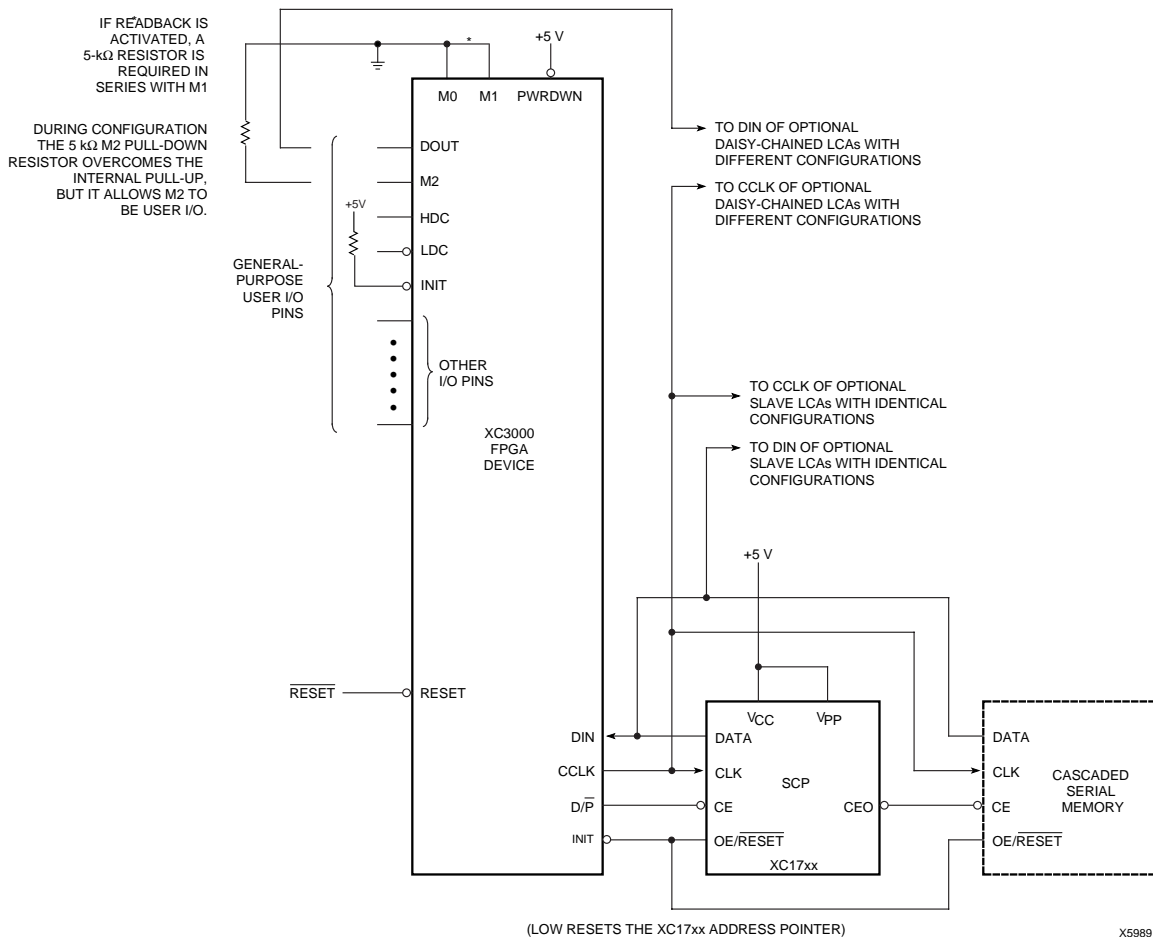 *
IF READBACK IS
ACTIVATED, A
5-kΩ RESISTOR IS
REQUIRED IN
SERIES WITH M1
*
+5 V
M0
M1
PWRDWN
DURING CONFIGURATION
THE 5 kΩ M2 PULL-DOWN
RESISTOR OVERCOMES THE
INTERNAL PULL-UP,
BUT IT ALLOWS M2 TO
BE USER I/O.
TO DIN OF OPTIONAL
DAISY-CHAINED LCAs WITH
DIFFERENT CONFIGURATIONS
TO CCLK OF OPTIONAL
DAISY-CHAINED LCAs WITH
DIFFERENT CONFIGURATIONS
DOUT
M2
+5V
HDC
LDC
INIT
GENERAL-
PURPOSE
USER I/O
PINS
OTHER
I/O PINS
XC3000
FPGA
DEVICE
TO CCLK OF OPTIONAL
SLAVE LCAs WITH IDENTICAL
CONFIGURATIONS
TO DIN OF OPTIONAL
SLAVE LCAs WITH IDENTICAL
CONFIGURATIONS
+5 V
RESET
RESET
DIN
CCLK
D/P
INIT
VCC
VPP
DATA
CLK
SCP
CE
CEO
OE/RESET
XC17xx
DATA
CLK
CE
OE/RESET
CASCADED
SERIAL
MEMORY
(LOW RESETS THE XC17xx ADDRESS POINTER)
X5989